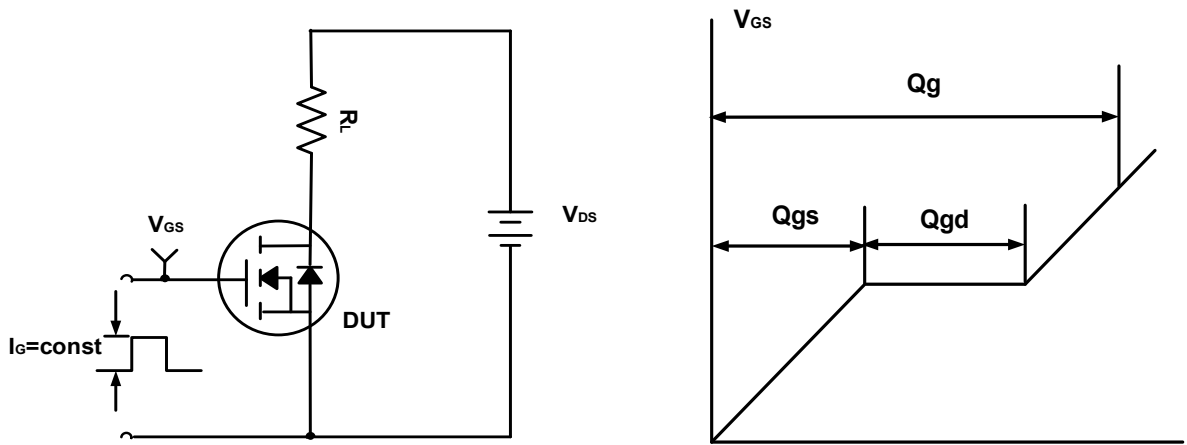 RL
VGS
VDS
DUT
IG=const
VGS
Qg
Qgs
Qgd